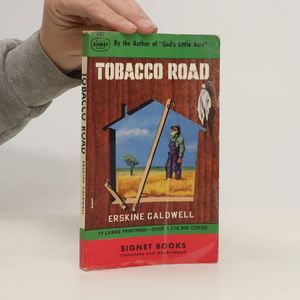 SIGNET
By the Author of "God's Little Acre"
TOBACCO ROAD
ERSKINE CALDWELL
19 LARGE PRINTINGS—OVER 1,716,000 COPIES
SIGNET BOOKS
Complete and Unabridged
TOBACCO ROAD
ERSKINE CALDWELL